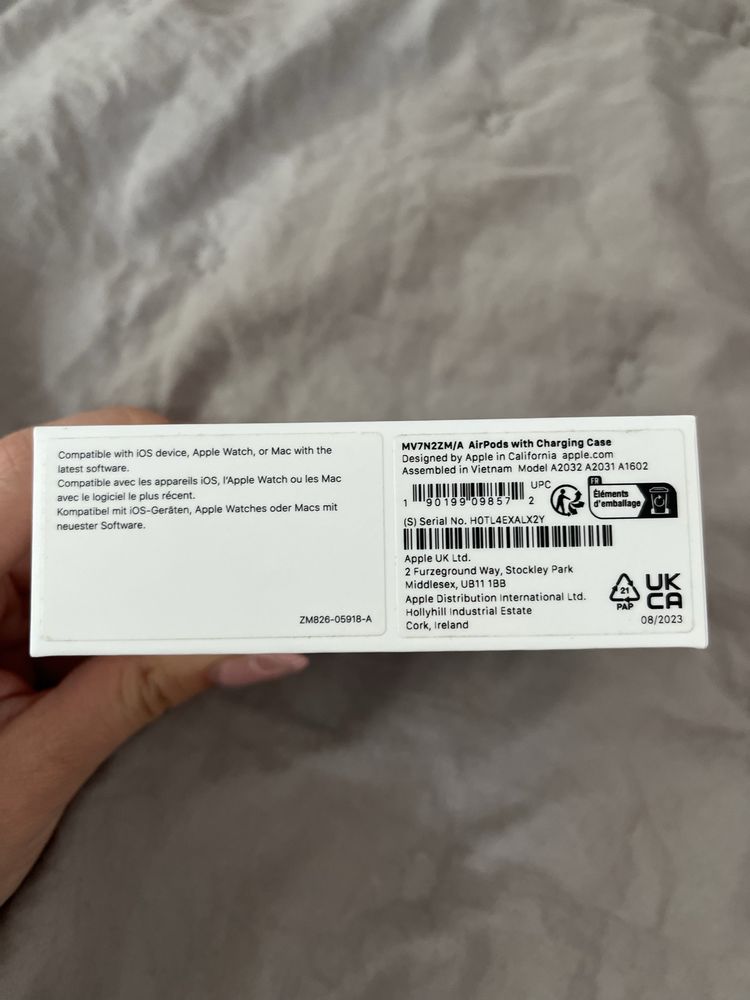 Compatible with iOS device, Apple Watch, or Mac with the
latest software.
Compatible avec les appareils iOS, l'Apple Watch ou les Mac
avec le logiciel le plus récent.
Kompatibel mit iOS-Geräten, Apple Watches oder Macs mit
neuester Software.
ZM826-05918-A
MV7N2ZM/A AirPods with Charging Case
Designed by Apple in California apple.com
Assembled in Vietnam Model A2032 A2031 A1602
UPC
1 90199 09857 2
FR
Éléments
d'emballage
(S) Serial No. H0TL4EXALX2Y
Apple UK Ltd.
2 Furzeground Way, Stockley Park
Middlesex, UB11 1BB
Apple Distribution International Ltd.
Hollyhill Industrial Estate
Cork, Ireland
21
PAP
UK
CA
08/2023